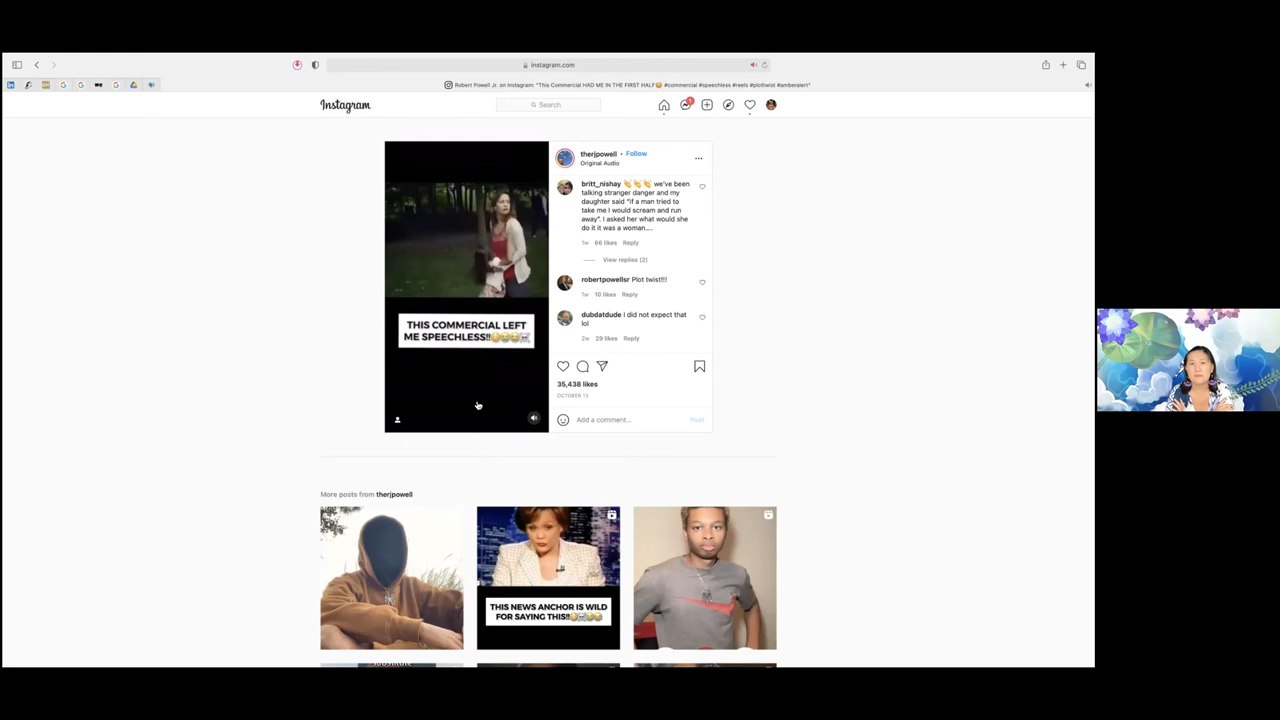 instagram.com
Robert Powell Jr. on Instagram: "This Commercial HAD ME IN THE FIRST HALF😳 #commercial #speechless #reels #plottwist #amberalert"
Instagram
Search
1
therjpowell • Follow
Original Audio
britt_nishay 👏👏👏 we've been
talking stranger danger and my
daughter said "if a man tried to
take me I would scream and run
away". I asked her what would she
do it it was a woman....
1w 66 likes Reply
View replies (2)
robertpowellsr Plot twist!!!
1w 10 likes Reply
dubdatdude I did not expect that
lol
2w 29 likes Reply
THIS COMMERCIAL LEFT
ME SPEECHLESS!!
35,438 likes
OCTOBER 13
Add a comment...
Post
More posts from therjpowell
THIS NEWS ANCHOR IS WILD
FOR SAYING THIS!!
substitute